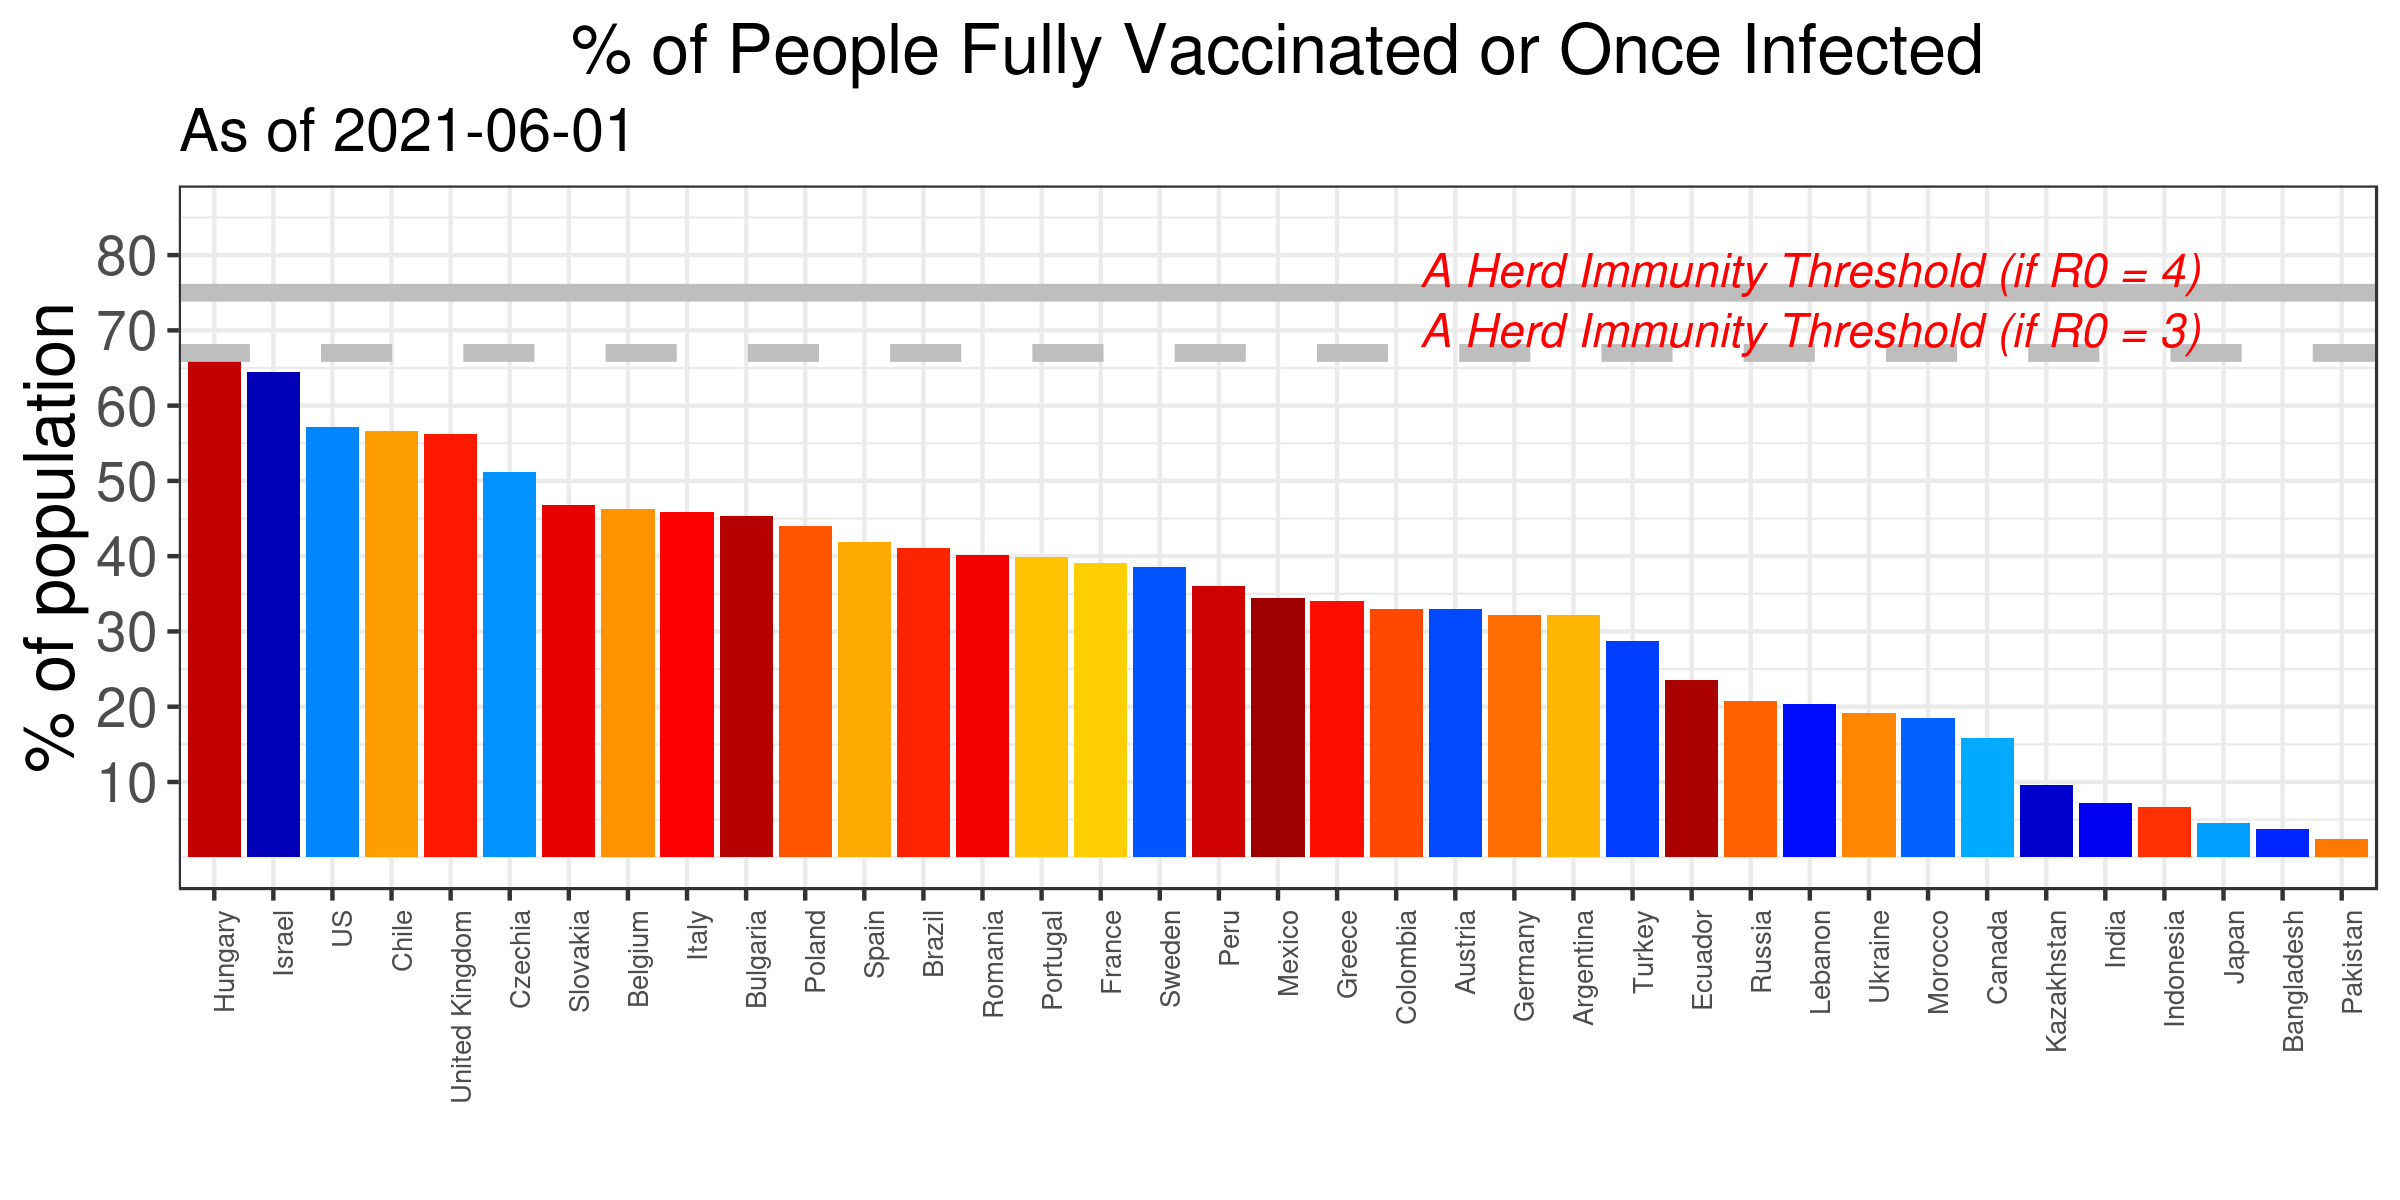 % of People Fully Vaccinated or Once Infected
As of 2021-06-01
% of population
80
70
60
50
40
30
20
10
A Herd Immunity Threshold (if R0 = 4)
A Herd Immunity Threshold (if R0 = 3)
Hungary
Israel
US
Chile
United Kingdom
Czechia
Slovakia
Belgium
Italy
Bulgaria
Poland
Spain
Brazil
Romania
Portugal
France
Sweden
Peru
Mexico
Greece
Colombia
Austria
Germany
Argentina
Turkey
Ecuador
Russia
Lebanon
Ukraine
Morocco
Canada
Kazakhstan
India
Indonesia
Japan
Bangladesh
Pakistan